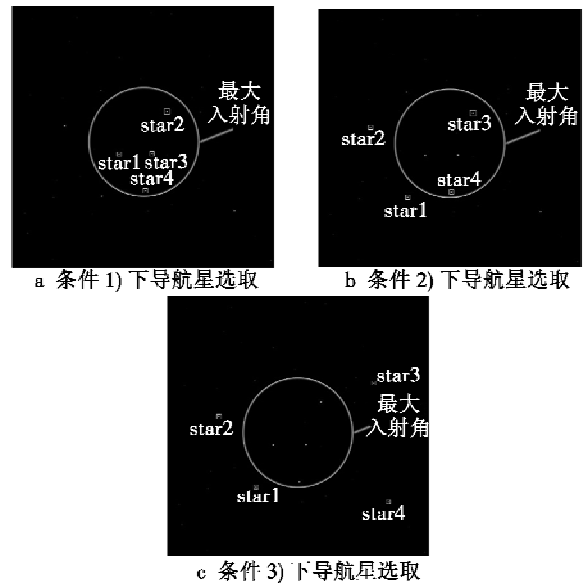 最大
入射角
star2
star1 star3
star4
a 条件 1) 下导航星选取
最大
入射角
star3
star2
star4
star1
b 条件 2) 下导航星选取
star3
最大
入射角
star2
star1
star4
c 条件 3) 下导航星选取